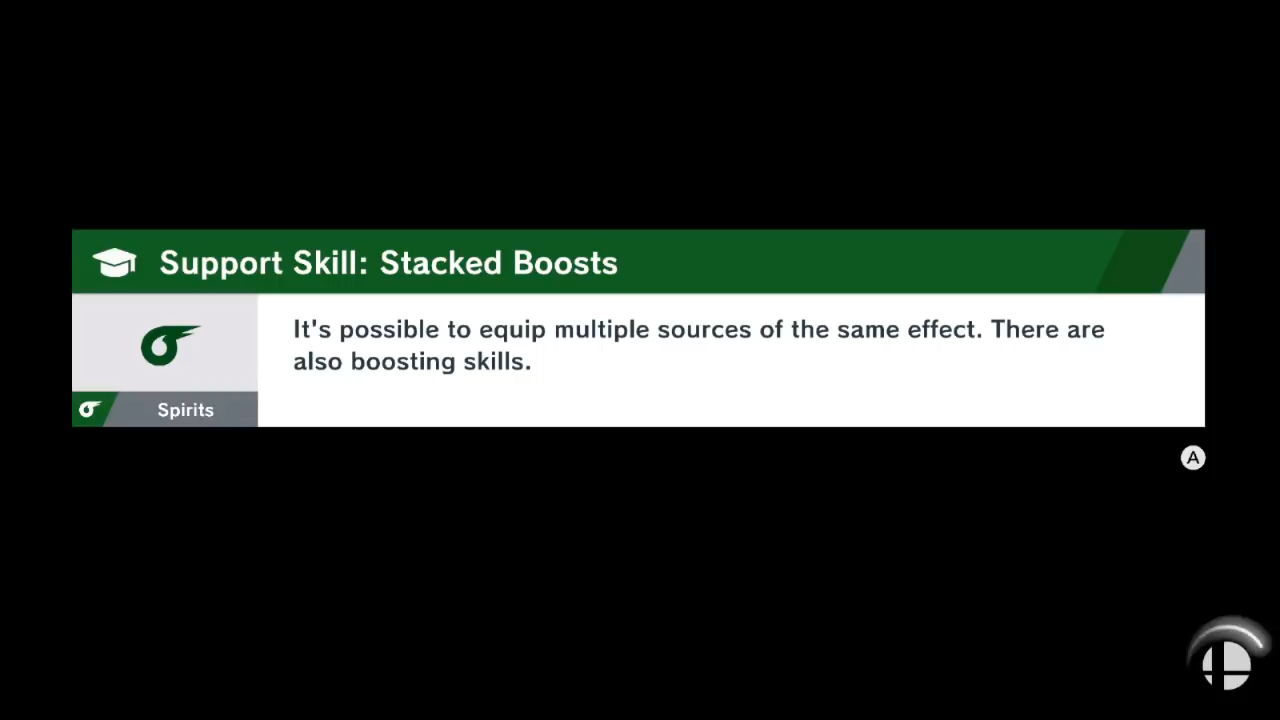 Support Skill: Stacked Boosts
It's possible to equip multiple sources of the same effect. There are
also boosting skills.
Spirits
A